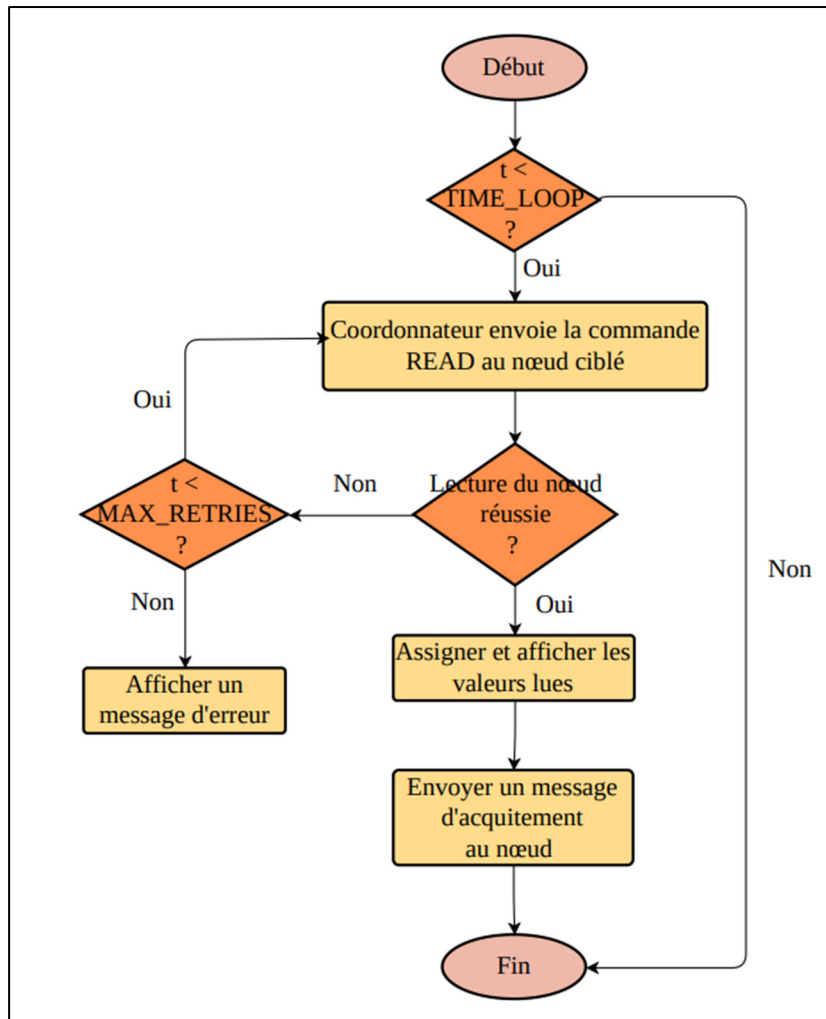 Début
t <
TIME_LOOP
?
Oui
Coordonnateur envoie la commande
READ au nœud ciblé
Oui
t <
MAX_RETRIES
?
Non
Lecture du nœud
réussie
?
Non
Non
Oui
Afficher un
message d'erreur
Assigner et afficher les
valeurs lues
Envoyer un message
d'acquitement
au nœud
Fin